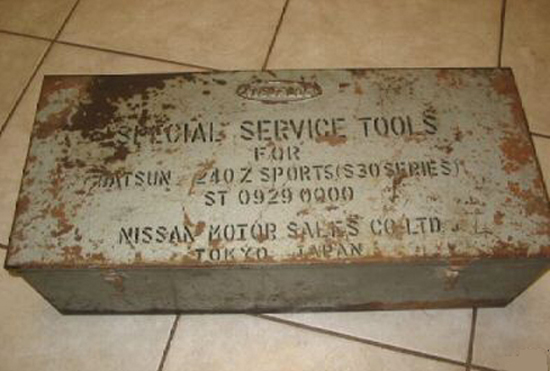 SPECIAL SERVICE TOOLS
FOR
DATSUN 240Z SPORTS(S30 SERIES)
ST 0929 0000
NISSAN MOTOR SALES CO LTD
TOKYO JAPAN